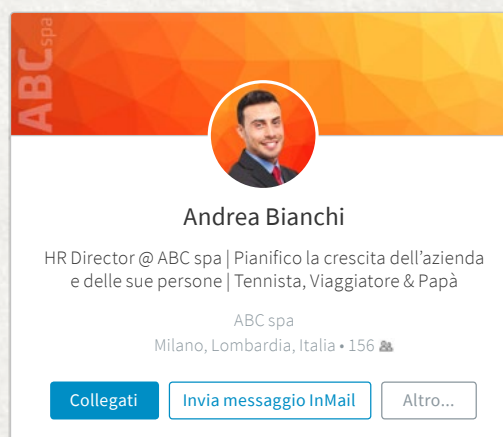 ABC spa
Andrea Bianchi
HR Director @ ABC spa | Pianifico la crescita dell'azienda
e delle sue persone | Tennista, Viaggiatore & Papà
ABC spa
Milano, Lombardia, Italia • 156
Collegati
Invia messaggio InMail
Altro...